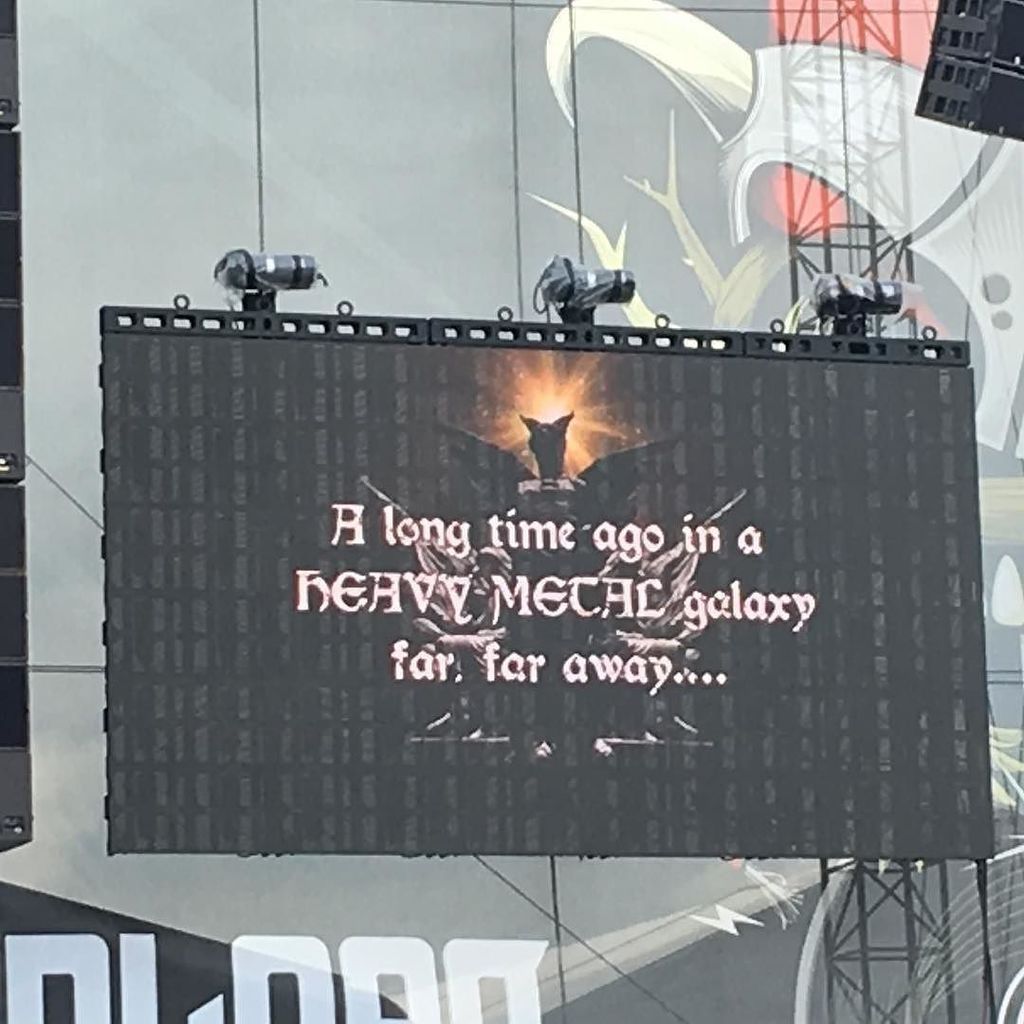 A long time ago in a
HEAVY METAL galaxy
far, far away....